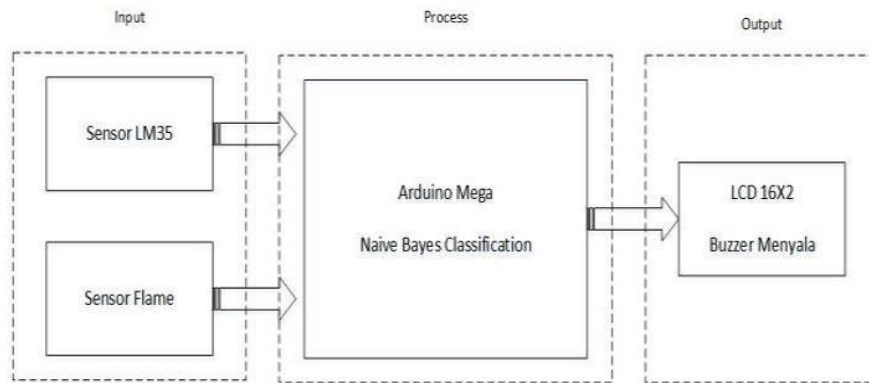 Input
Process
Output
Sensor LM35
Sensor Flame
Arduino Mega
Naive Bayes Classification
LCD 16X2
Buzzer Menyala